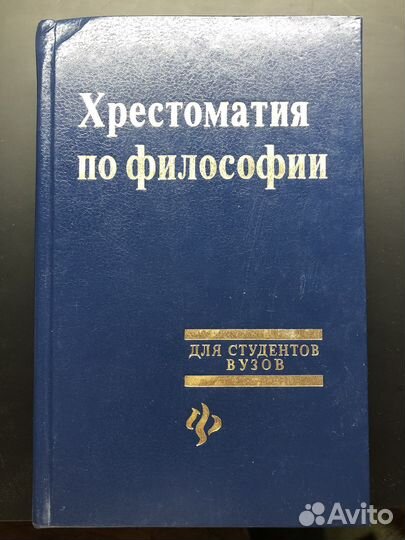 Хрестоматия
по философии
ДЛЯ СТУДЕНТОВ
ВУЗОВ
Avito